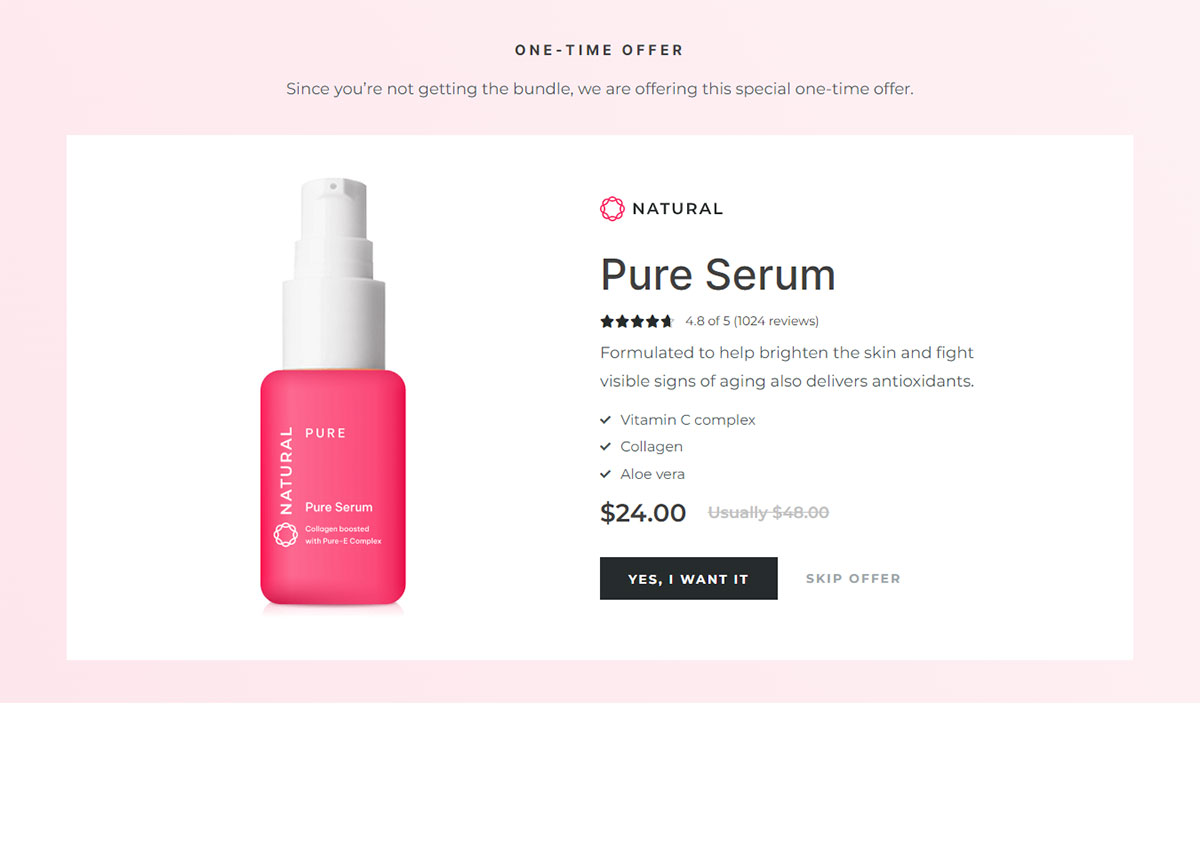 ONE-TIME OFFER
Since you’re not getting the bundle, we are offering this special one-time offer.
NATURAL
PURE
Pure Serum
Collagen boosted
with Pure-E Complex
NATURAL
Pure Serum
4.8 of 5 (1024 reviews)
Formulated to help brighten the skin and fight
visible signs of aging also delivers antioxidants.
Vitamin C complex
Collagen
Aloe vera
$24.00 Usually $48.00
YES, I WANT IT SKIP OFFER